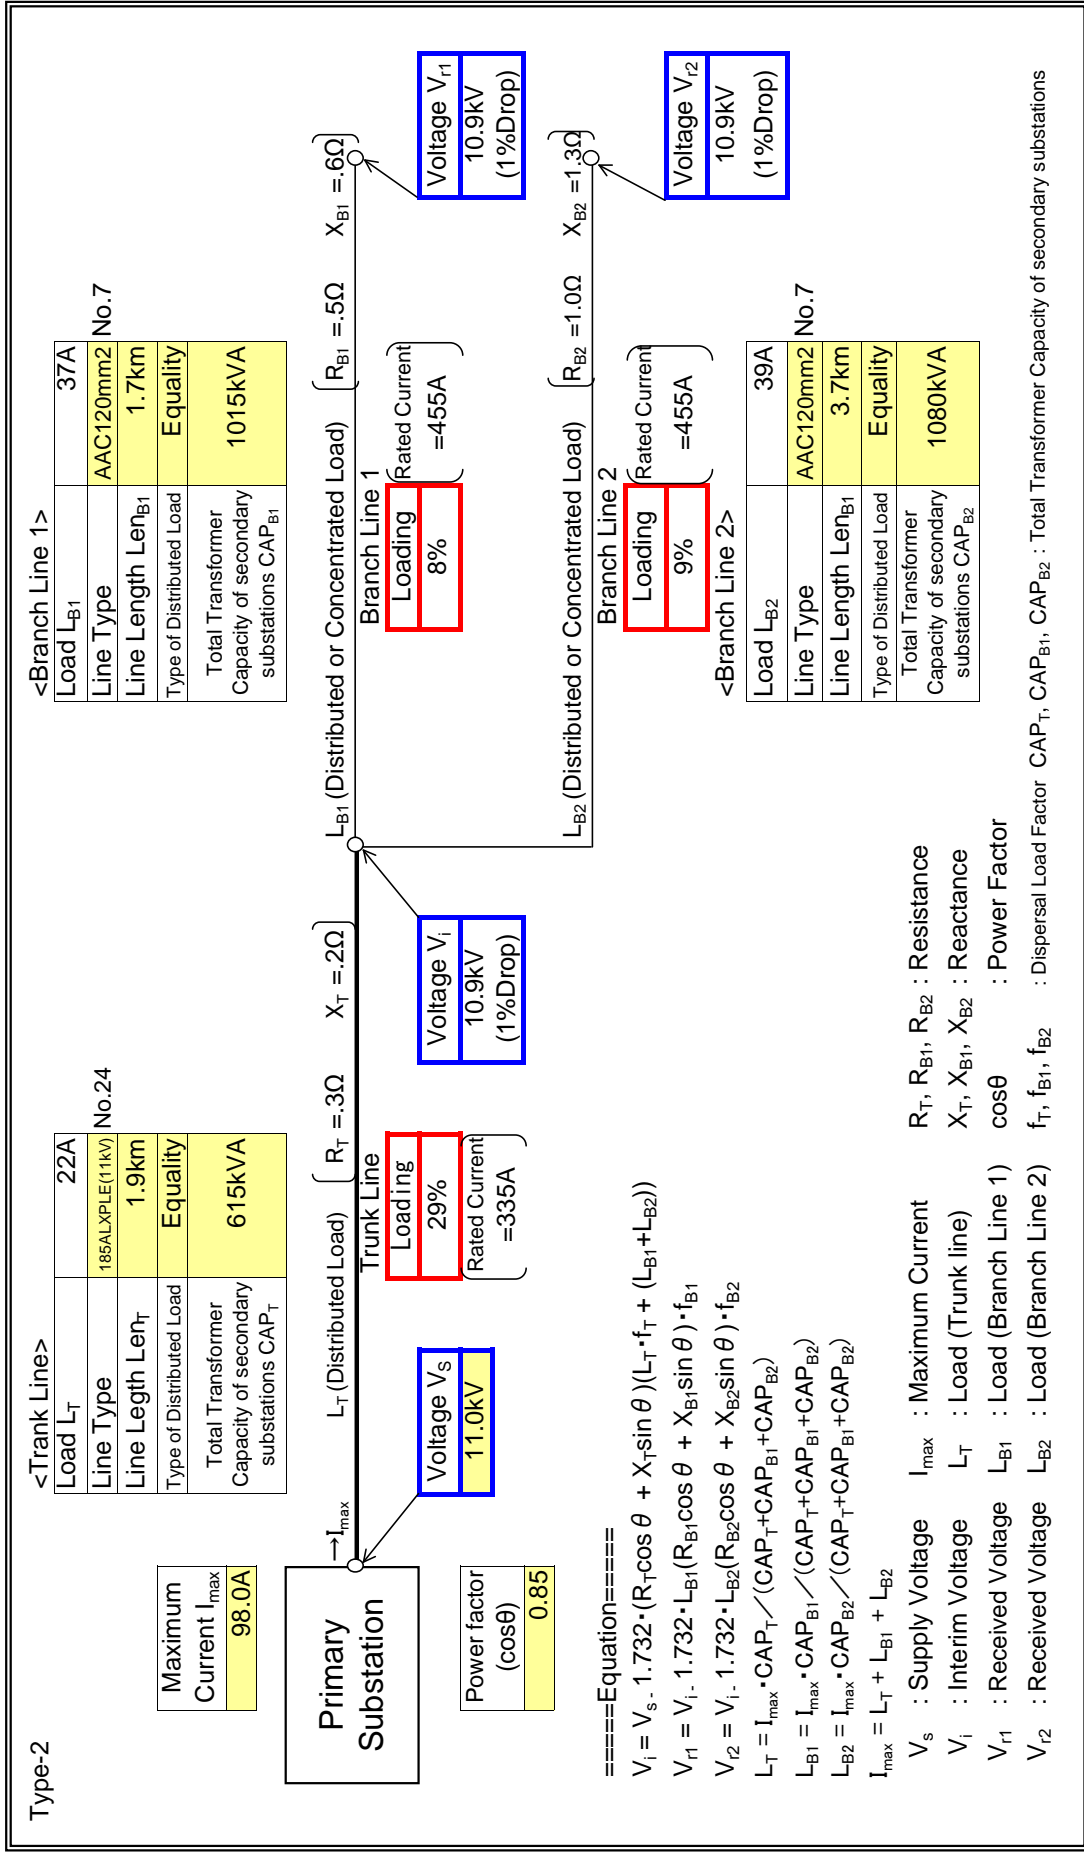 Type-2
Maximum
Current Imax
98.0A
<Trank Line>
Load LT 22A
Line Type 185ALXPLE(11kV) No.24
Line Legth LenT 1.9km
Type of Distributed Load Equality
Total Transformer
Capacity of secondary
substations CAPT
615kVA
<Branch Line 1>
Load LB1 37A
Line Type AAC120mm2 No.7
Line Length LenB1 1.7km
Type of Distributed Load Equality
Total Transformer
Capacity of secondary
substations CAPB1
1015kVA
Primary
Substation
→Imax
LT (Distributed Load)
RT =.3Ω XT =.2Ω
LB1 (Distributed or Concentrated Load)
RB1 =.5Ω XB1 =.6Ω
Voltage VS
11.0kV
Trunk Line
Loading
29%
Rated Current
=335A
Voltage Vi
10.9kV
(1%Drop)
Branch Line 1
Loading
8%
Rated Current
=455A
Voltage Vr1
10.9kV
(1%Drop)
Power factor
(cosθ)
0.85
LB2 (Distributed or Concentrated Load)
RB2 =1.0Ω XB2 =1.3Ω
Branch Line 2
Loading
9%
Rated Current
=455A
Voltage Vr2
10.9kV
(1%Drop)
<Branch Line 2>
Load LB2 39A
Line Type AAC120mm2 No.7
Line Length LenB1 3.7km
Type of Distributed Load Equality
Total Transformer
Capacity of secondary
substations CAPB2
1080kVA
=====Equation=====
Vi = Vs - 1.732・(RTcos θ + XTsin θ)(LT・fT + (LB1+LB2))
Vr1 = Vi - 1.732・LB1(RB1cos θ + XB1sin θ)・fB1
Vr2 = Vi - 1.732・LB2(RB2cos θ + XB2sin θ)・fB2
LT = Imax・CAPT／(CAPT+CAPB1+CAPB2)
LB1 = Imax・CAPB1／(CAPT+CAPB1+CAPB2)
LB2 = Imax・CAPB2／(CAPT+CAPB1+CAPB2)
Imax = LT + LB1 + LB2
Vs : Supply Voltage Imax : Maximum Current RT, RB1, RB2 : Resistance
Vi : Interim Voltage LT : Load (Trunk line) XT, XB1, XB2 : Reactance
Vr1 : Received Voltage LB1 : Load (Branch Line 1) cosθ : Power Factor
Vr2 : Received Voltage LB2 : Load (Branch Line 2) fT, fB1, fB2 : Dispersal Load Factor CAPT, CAPB1, CAPB2 : Total Transformer Capacity of secondary substations